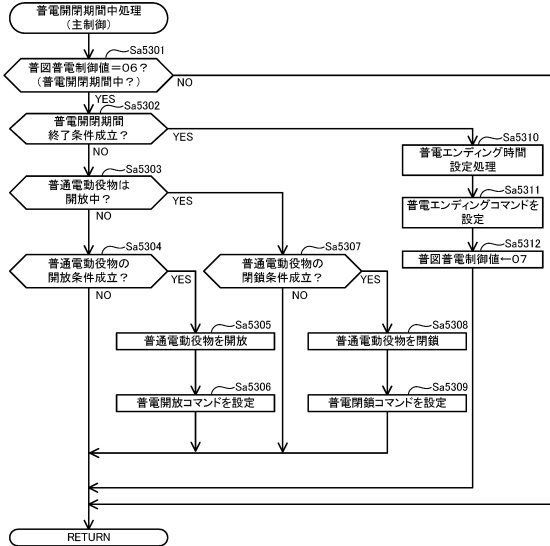 普電開閉期間中処理
(主制御)
Sa5301
普図普電制御値=06?
(普電開閉期間中?)
NO
YES
Sa5302
普電開閉期間
終了条件成立?
YES
NO
Sa5310
普電エンディング時間
設定処理
Sa5303
普通電動役物は
開放中?
YES
NO
Sa5311
普電エンディングコマンドを
設定
Sa5312
普図普電制御値←07
Sa5304
普通電動役物の
開放条件成立?
YES
NO
Sa5307
普通電動役物の
閉鎖条件成立?
YES
NO
Sa5305
普通電動役物を開放
Sa5308
普通電動役物を閉鎖
Sa5306
普電開放コマンドを設定
Sa5309
普電閉鎖コマンドを設定
RETURN